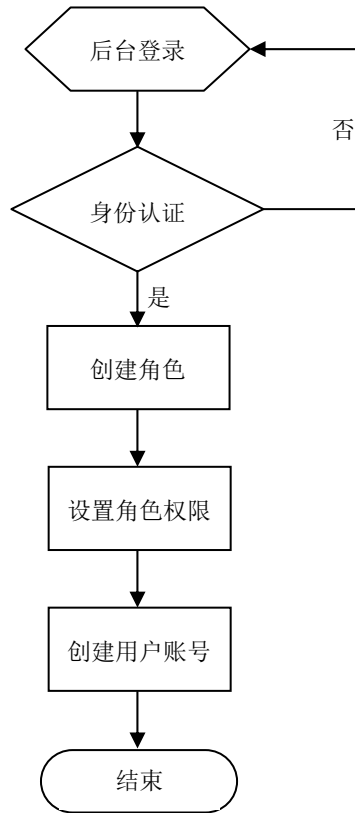 后台登录
否
身份认证
是
创建角色
设置角色权限
创建用户账号
结束